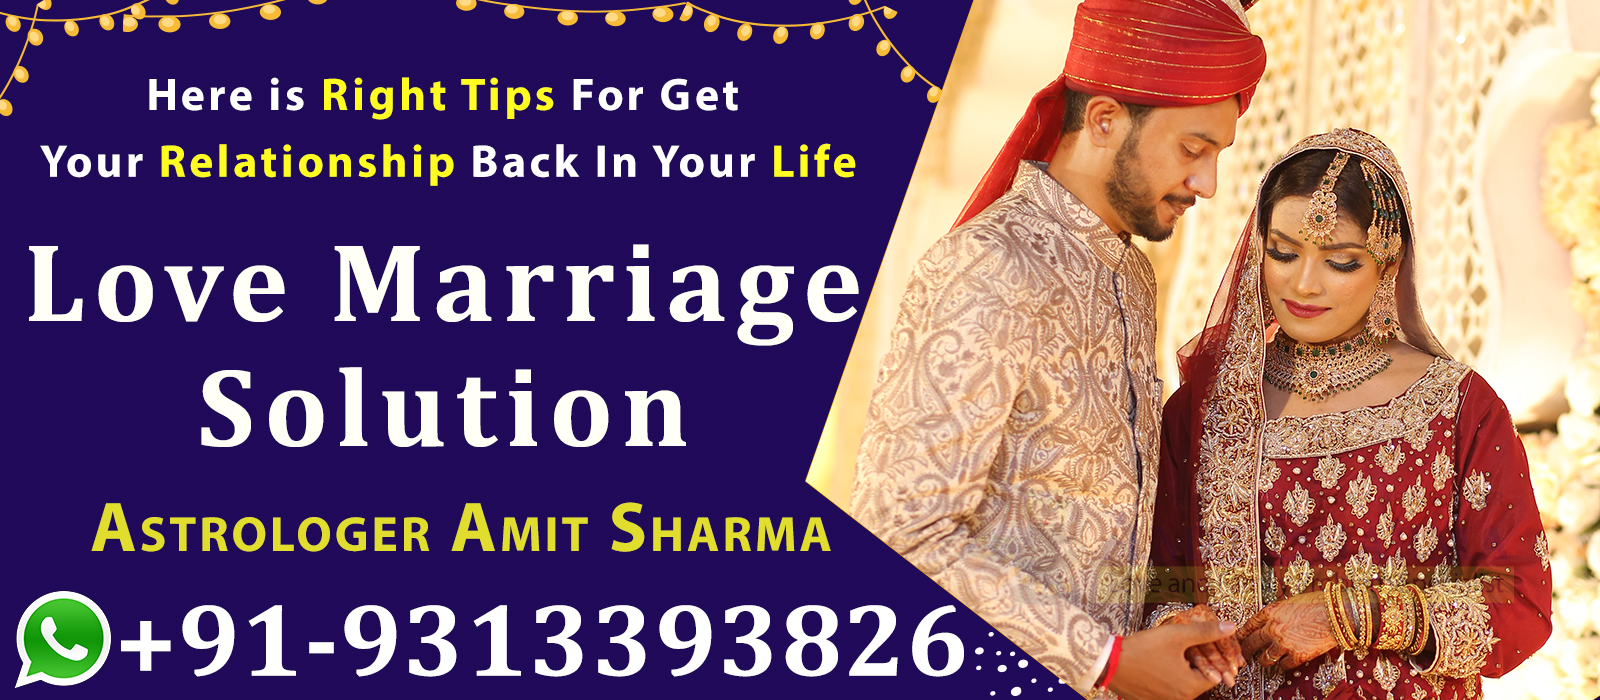 Here is Right Tips For Get
Your Relationship Back In Your Life
Love Marriage
Solution
Astrologer Amit Sharma
+91-9313393826